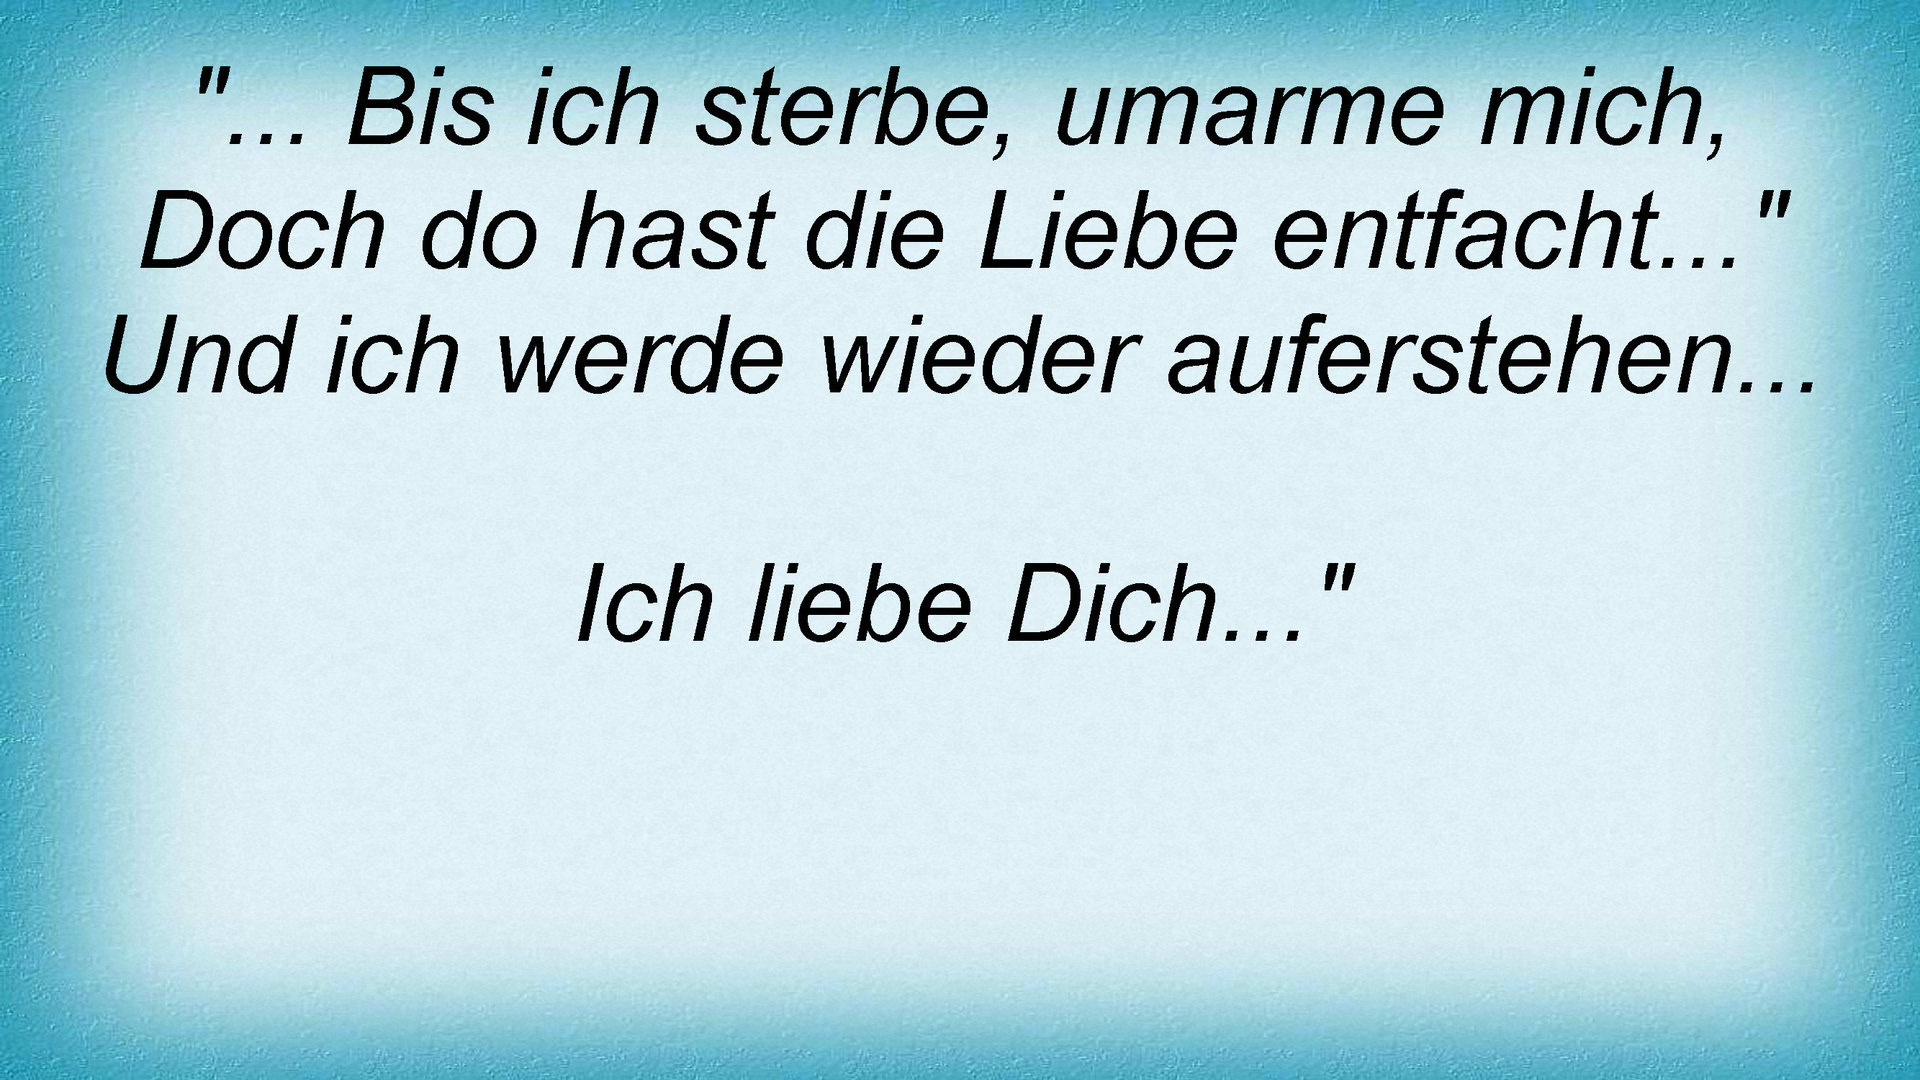 "... Bis ich sterbe, umarme mich,
Doch do hast die Liebe entfacht..."
Und ich werde wieder auferstehen...
Ich liebe Dich..."